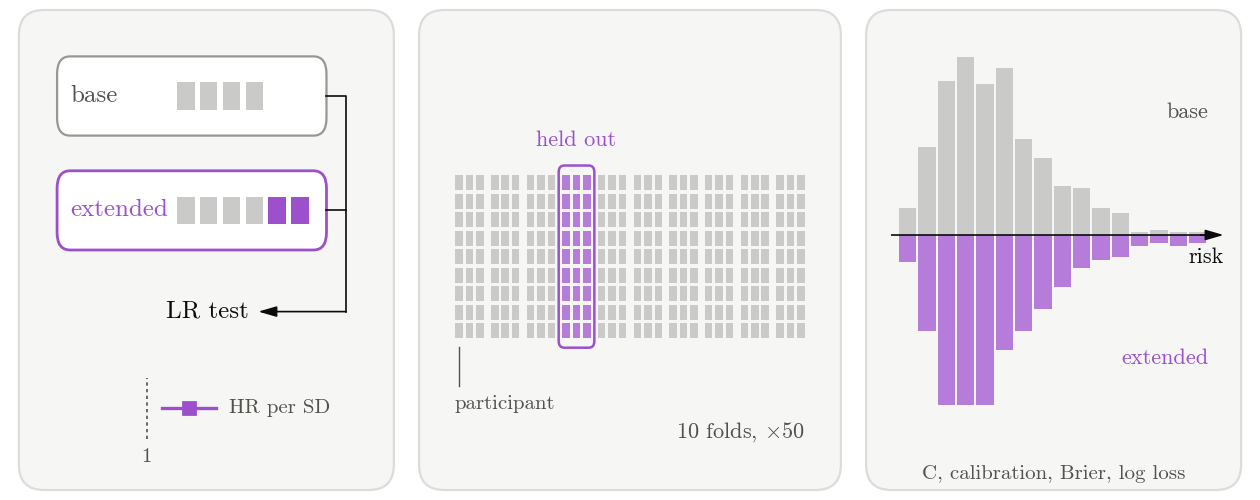 base
extended
LR test
HR per SD
1
held out
participant
10 folds, ×50
base
risk
extended
C, calibration, Brier, log loss